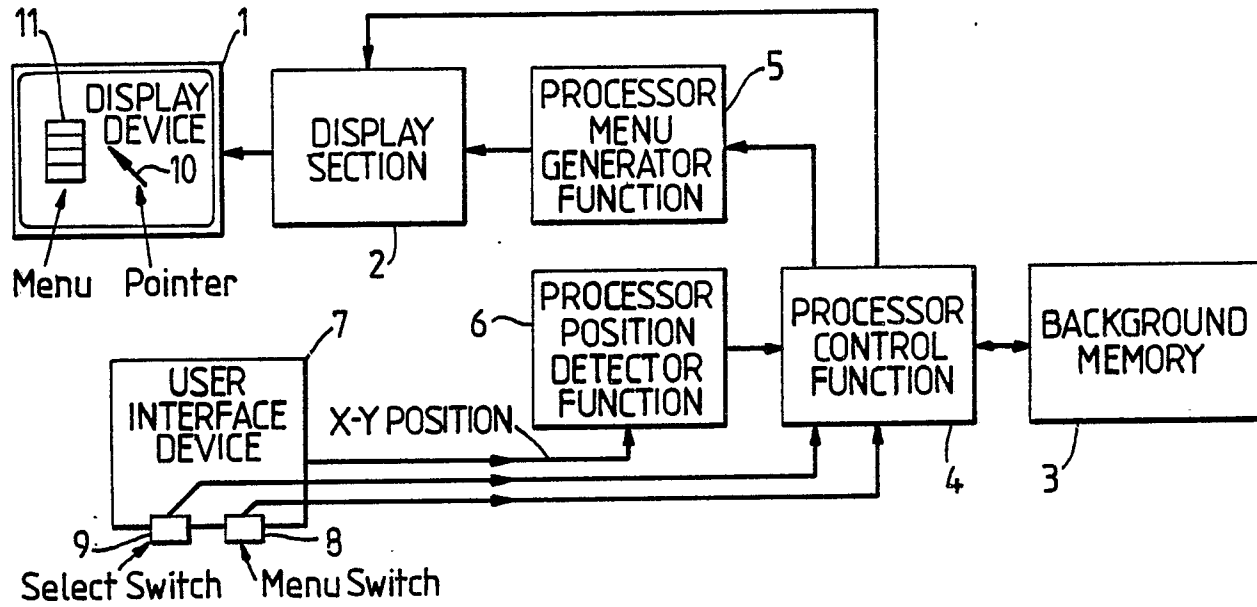 11
1
DISPLAY
DEVICE
10
Menu
Pointer
DISPLAY
SECTION
2
PROCESSOR
MENU
GENERATOR
FUNCTION
5
6
PROCESSOR
POSITION
DETECTOR
FUNCTION
PROCESSOR
CONTROL
FUNCTION
4
BACKGROUND
MEMORY
3
7
USER
INTERFACE
DEVICE
X-Y POSITION
9
8
Select Switch
Menu Switch